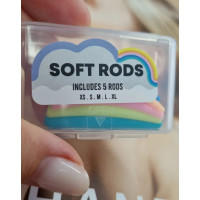 SOFT RODS
INCLUDES 5 RODS
XS . S . M . L . XL